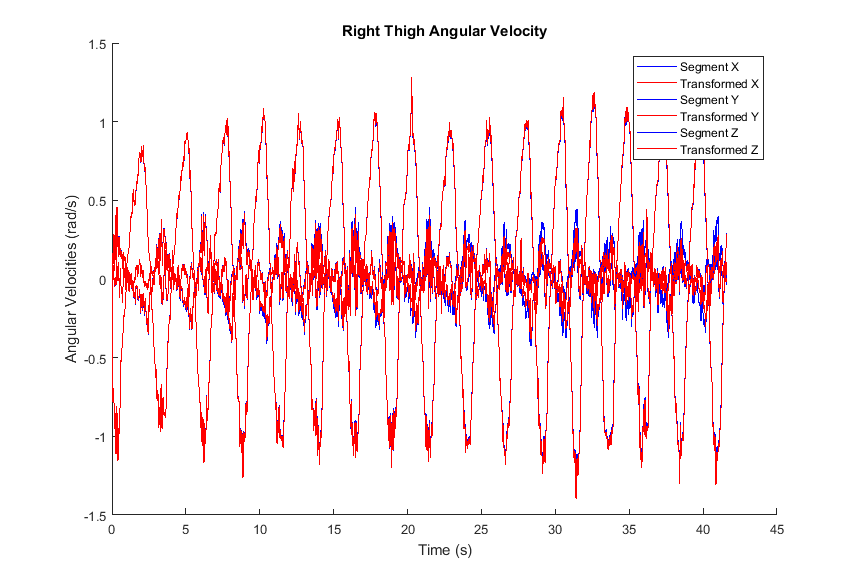 Right Thigh Angular Velocity
1.5
1
0.5
0
-0.5
-1
-1.5
Angular Velocities (rad/s)
Segment X
Transformed X
Segment Y
Transformed Y
Segment Z
Transformed Z
0 5 10 15 20 25 30 35 40 45
Time (s)